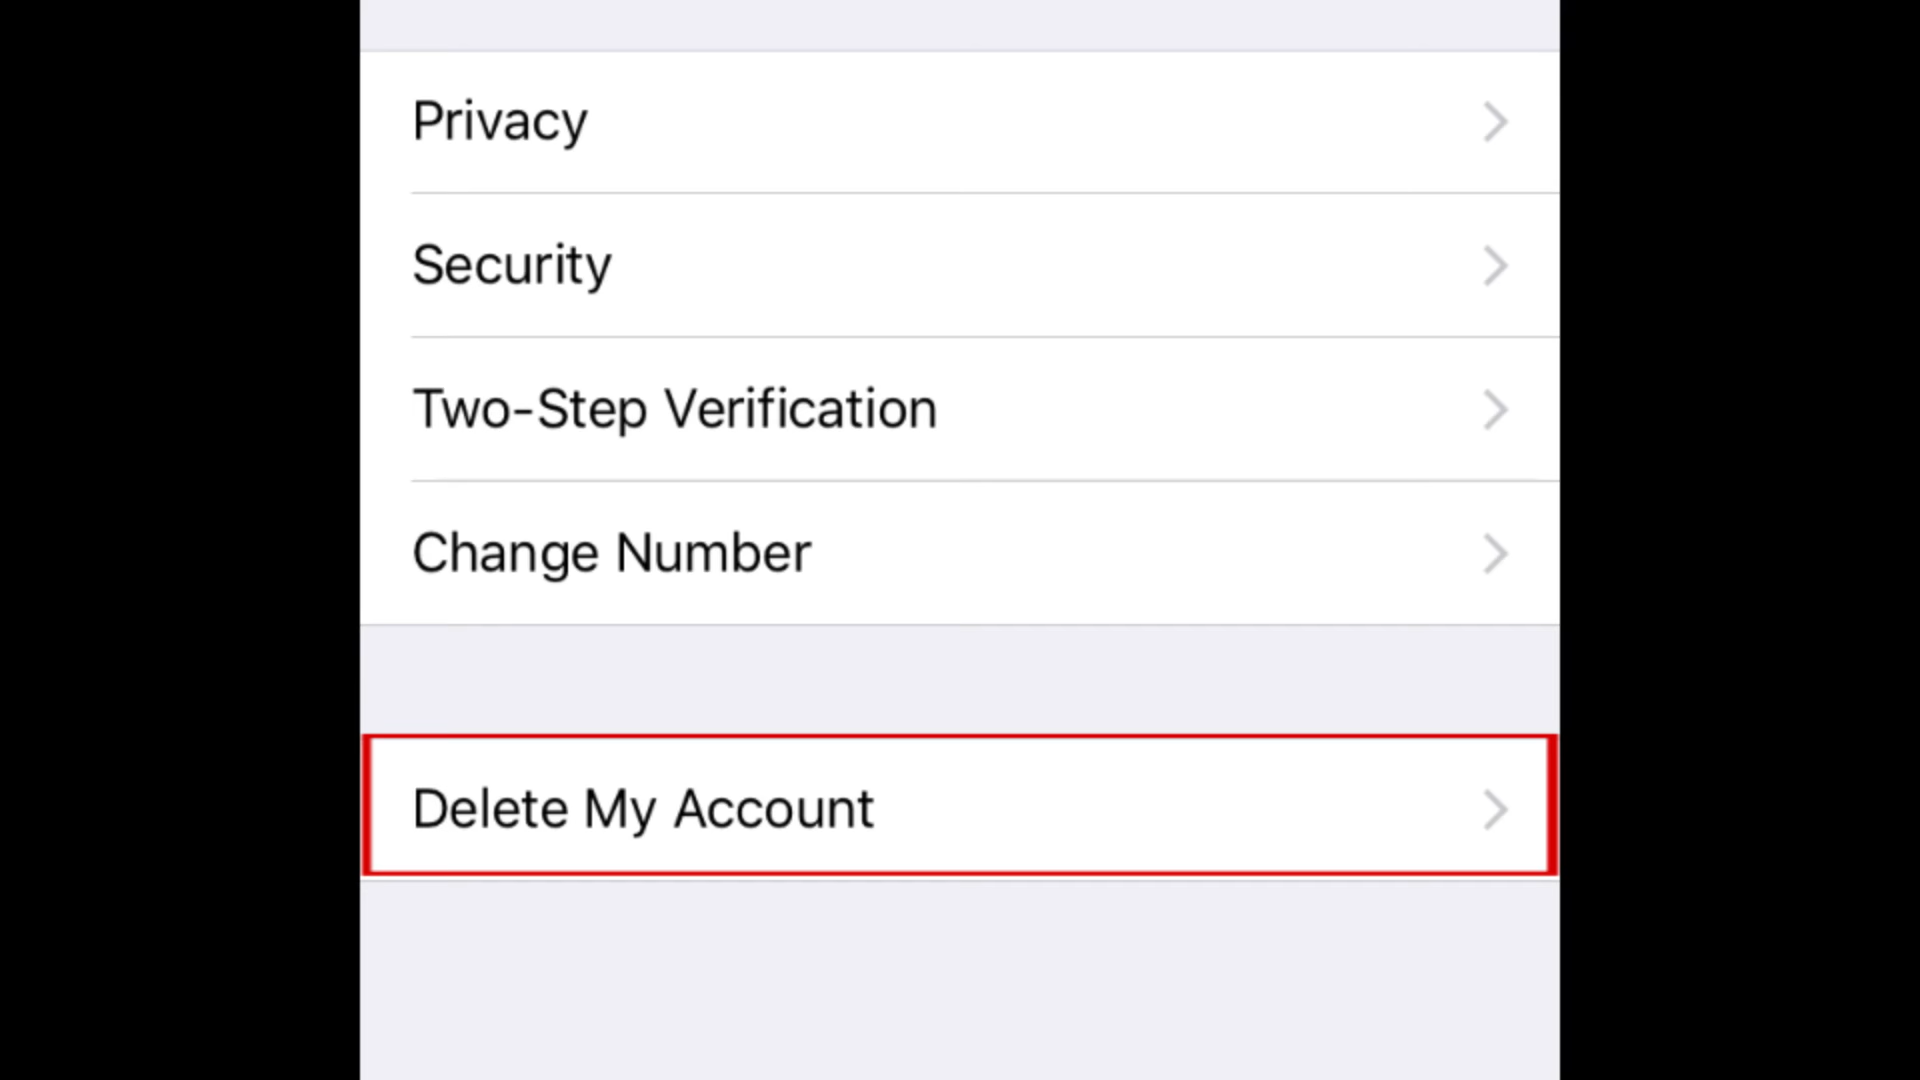 Privacy
Security
Two-Step Verification
Change Number
Delete My Account